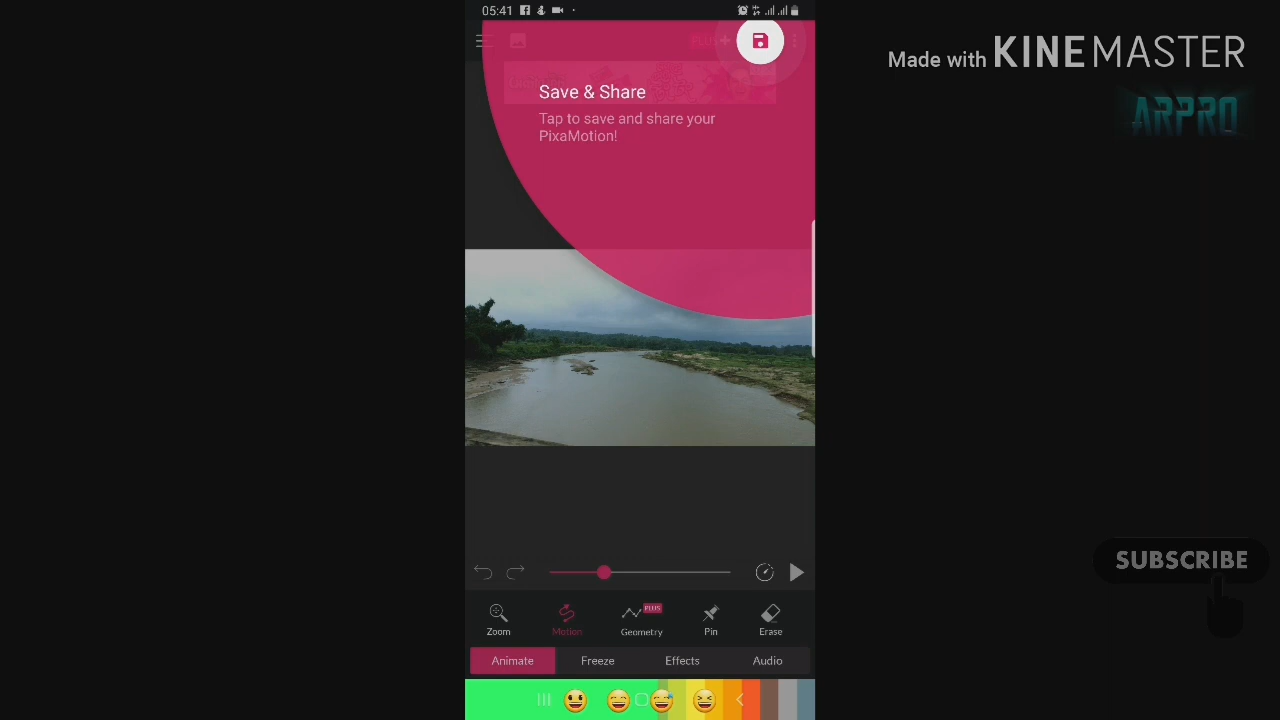 05:41
Made with KINEMASTER
ARPRO
PLUS
Save & Share
Tap to save and share your
PixaMotion!
SUBSCRIBE
PLUS
Zoom Motion Geometry Pin Erase
Animate Freeze Effects Audio